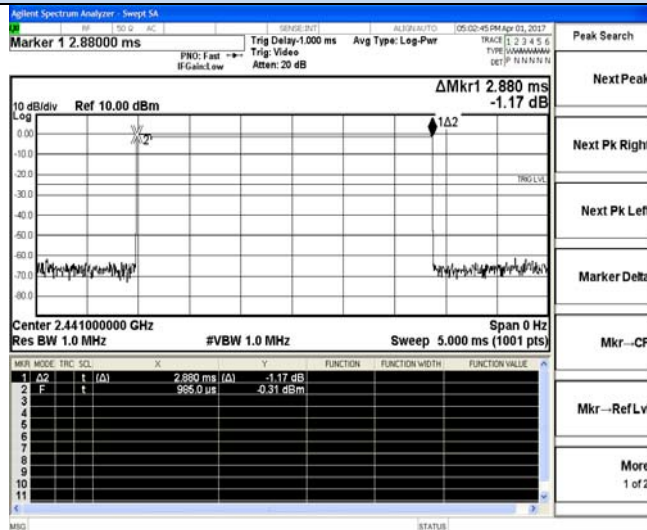 Agilent Spectrum Analyzer - Swept SA
RF 50 Ω AC SENSE:INT ALIGN AUTO 05:02:45 PM Apr 01, 2017
Marker 1 2.88000 ms
PNO: Fast
IFGain:Low
Trig Delay-1.000 ms
Trig: Video
Atten: 20 dB
Avg Type: Log-Pwr
TRACE 1 2 3 4 5 6
TYPE
DET P N N N N N
Peak Search
ΔMkr1 2.880 ms
-1.17 dB
10 dB/div Ref 10.00 dBm
Log
0.00
-10.0
-20.0
-30.0
-40.0
-50.0
-60.0
-70.0
-80.0
1Δ2
2
TRIG LVL
Center 2.441000000 GHz Span 0 Hz
Res BW 1.0 MHz #VBW 1.0 MHz Sweep 5.000 ms (1001 pts)
MKR MODE TRC SCL X Y FUNCTION FUNCTION WIDTH FUNCTION VALUE
1 Δ2 t (Δ) 2.880 ms (Δ) -1.17 dB
2 F t 985.0 µs -0.31 dBm
3
4
5
6
7
8
9
10
11
MSG STATUS
Next Peak
Next Pk Right
Next Pk Left
Marker Delta
Mkr→CF
Mkr→Ref Lv
More
1 of 2